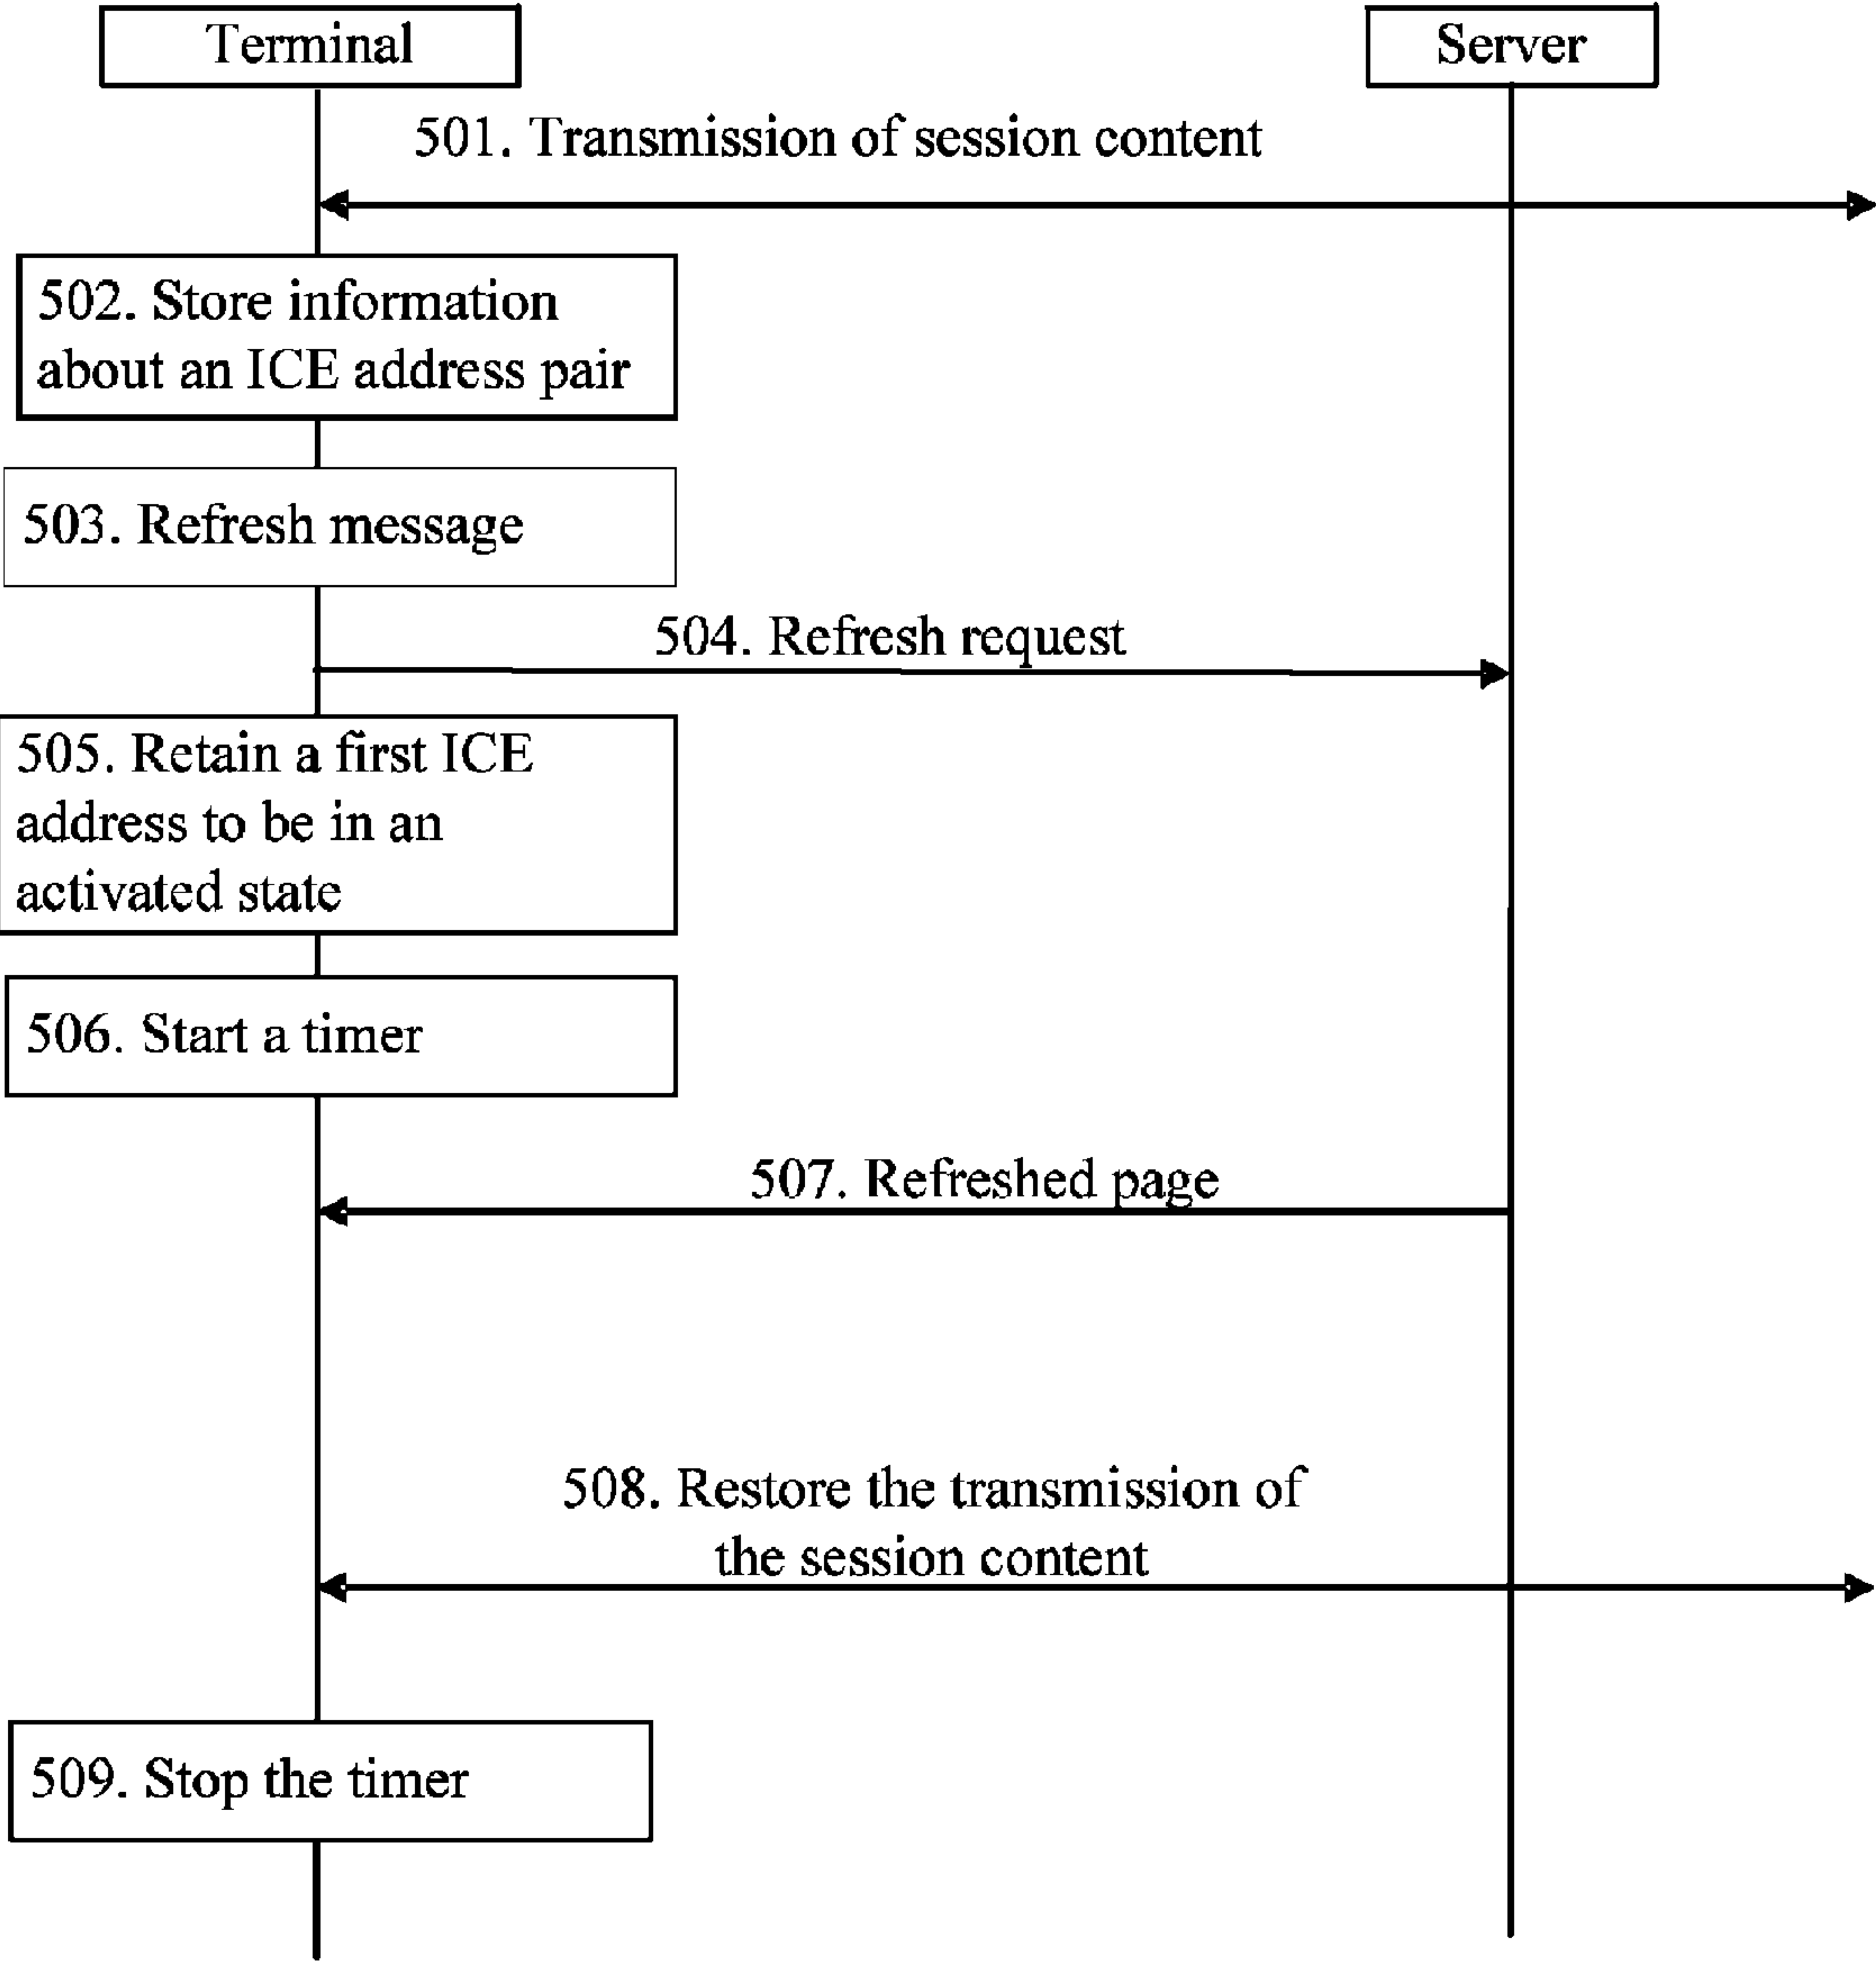 Terminal
Server
501. Transmission of session content
502. Store information
about an ICE address pair
503. Refresh message
504. Refresh request
505. Retain a first ICE
address to be in an
activated state
506. Start a timer
507. Refreshed page
508. Restore the transmission of
the session content
509. Stop the timer